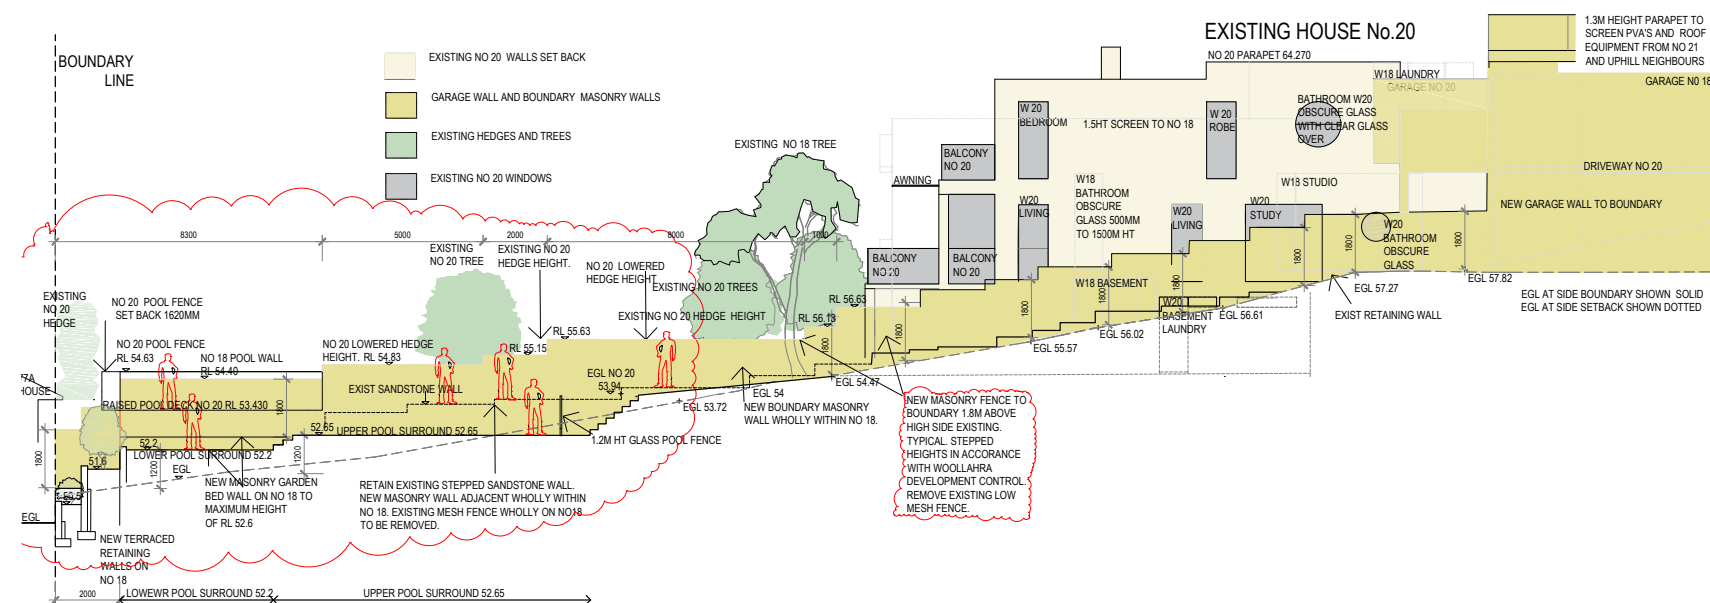 EXISTING HOUSE No.20
NO 20 PARAPET 64.270
1.3M HEIGHT PARAPET TO
SCREEN PVA'S AND ROOF
EQUIPMENT FROM NO 21
AND UPHILL NEIGHBOURS
BOUNDARY
LINE
EXISTING NO 20 WALLS SET BACK
GARAGE WALL AND BOUNDARY MASONRY WALLS
EXISTING HEDGES AND TREES
EXISTING NO 20 WINDOWS
W18 LAUNDRY
GARAGE NO 20
GARAGE N0 18
W 20
BEDROOM
1.5HT SCREEN TO NO 18
W 20
ROBE
BATHROOM W20
OBSCURE GLASS
WITH CLEAR GLASS
OVER
EXISTING NO 18 TREE
BALCONY
NO 20
AWNING
W18
BATHROOM
OBSCURE
GLASS 500MM
TO 1500M HT
W18 STUDIO
DRIVEWAY NO 20
NEW GARAGE WALL TO BOUNDARY
W20
LIVING
W20
LIVING
W20
STUDY
W20
BATHROOM
OBSCURE
GLASS
8300
5000
2000
8000
1000
EXISTING
NO 20 TREE
EXISTING NO 20
HEDGE HEIGHT.
NO 20 LOWERED
HEDGE HEIGHT
BALCONY
NO 20
BALCONY
NO 20
1800
1800
1800
1800
1800
1800
1800
1800
W18 BASEMENT
EGL 57.82
EGL 57.27
EGL AT SIDE BOUNDARY SHOWN SOLID
EGL AT SIDE SETBACK SHOWN DOTTED
EXISTING NO 20 TREES
EXISTING
NO 20
HEDGE
NO 20 POOL FENCE
SET BACK 1620MM
RL 56.63
RL 56.13
EXISTING NO 20 HEDGE HEIGHT
W20
BASEMENT
LAUNDRY
EGL 56.61
EXIST RETAINING WALL
EGL 56.02
EGL 55.57
RL 55.63
RL 55.15
NO 20 POOL FENCE
RL 54.63
NO 18 POOL WALL
RL 54.40
NO 20 LOWERED HEDGE
HEIGHT. RL 54.83
EGL NO 20
53.94
EGL 54
EGL 54.47
EXIST SANDSTONE WALL
HOUSE
RAISED POOL DECK NO 20 RL 53.430
1800
EGL 53.72
NEW BOUNDARY MASONRY
WALL WHOLLY WITHIN NO 18.
NEW MASONRY FENCE TO
BOUNDARY 1.8M ABOVE
HIGH SIDE EXISTING.
TYPICAL. STEPPED
HEIGHTS IN ACCORANCE
WITH WOOLLAHRA
DEVELOPMENT CONTROL.
REMOVE EXISTING LOW
MESH FENCE.
52.65
UPPER POOL SURROUND 52.65
1.2M HT GLASS POOL FENCE
52.2
LOWER POOL SURROUND 52.2
51.6
1800
1200
1200
EGL
50.5
EGL
NEW MASONRY GARDEN
BED WALL ON NO 18 TO
MAXIMUM HEIGHT
OF RL 52.6
RETAIN EXISTING STEPPED SANDSTONE WALL.
NEW MASONRY WALL ADJACENT WHOLLY WITHIN
NO 18. EXISTING MESH FENCE WHOLLY ON NO18
TO BE REMOVED.
NEW TERRACED
RETAINING
WALLS ON
NO 18
2000
LOWEWR POOL SURROUND 52.2
UPPER POOL SURROUND 52.65